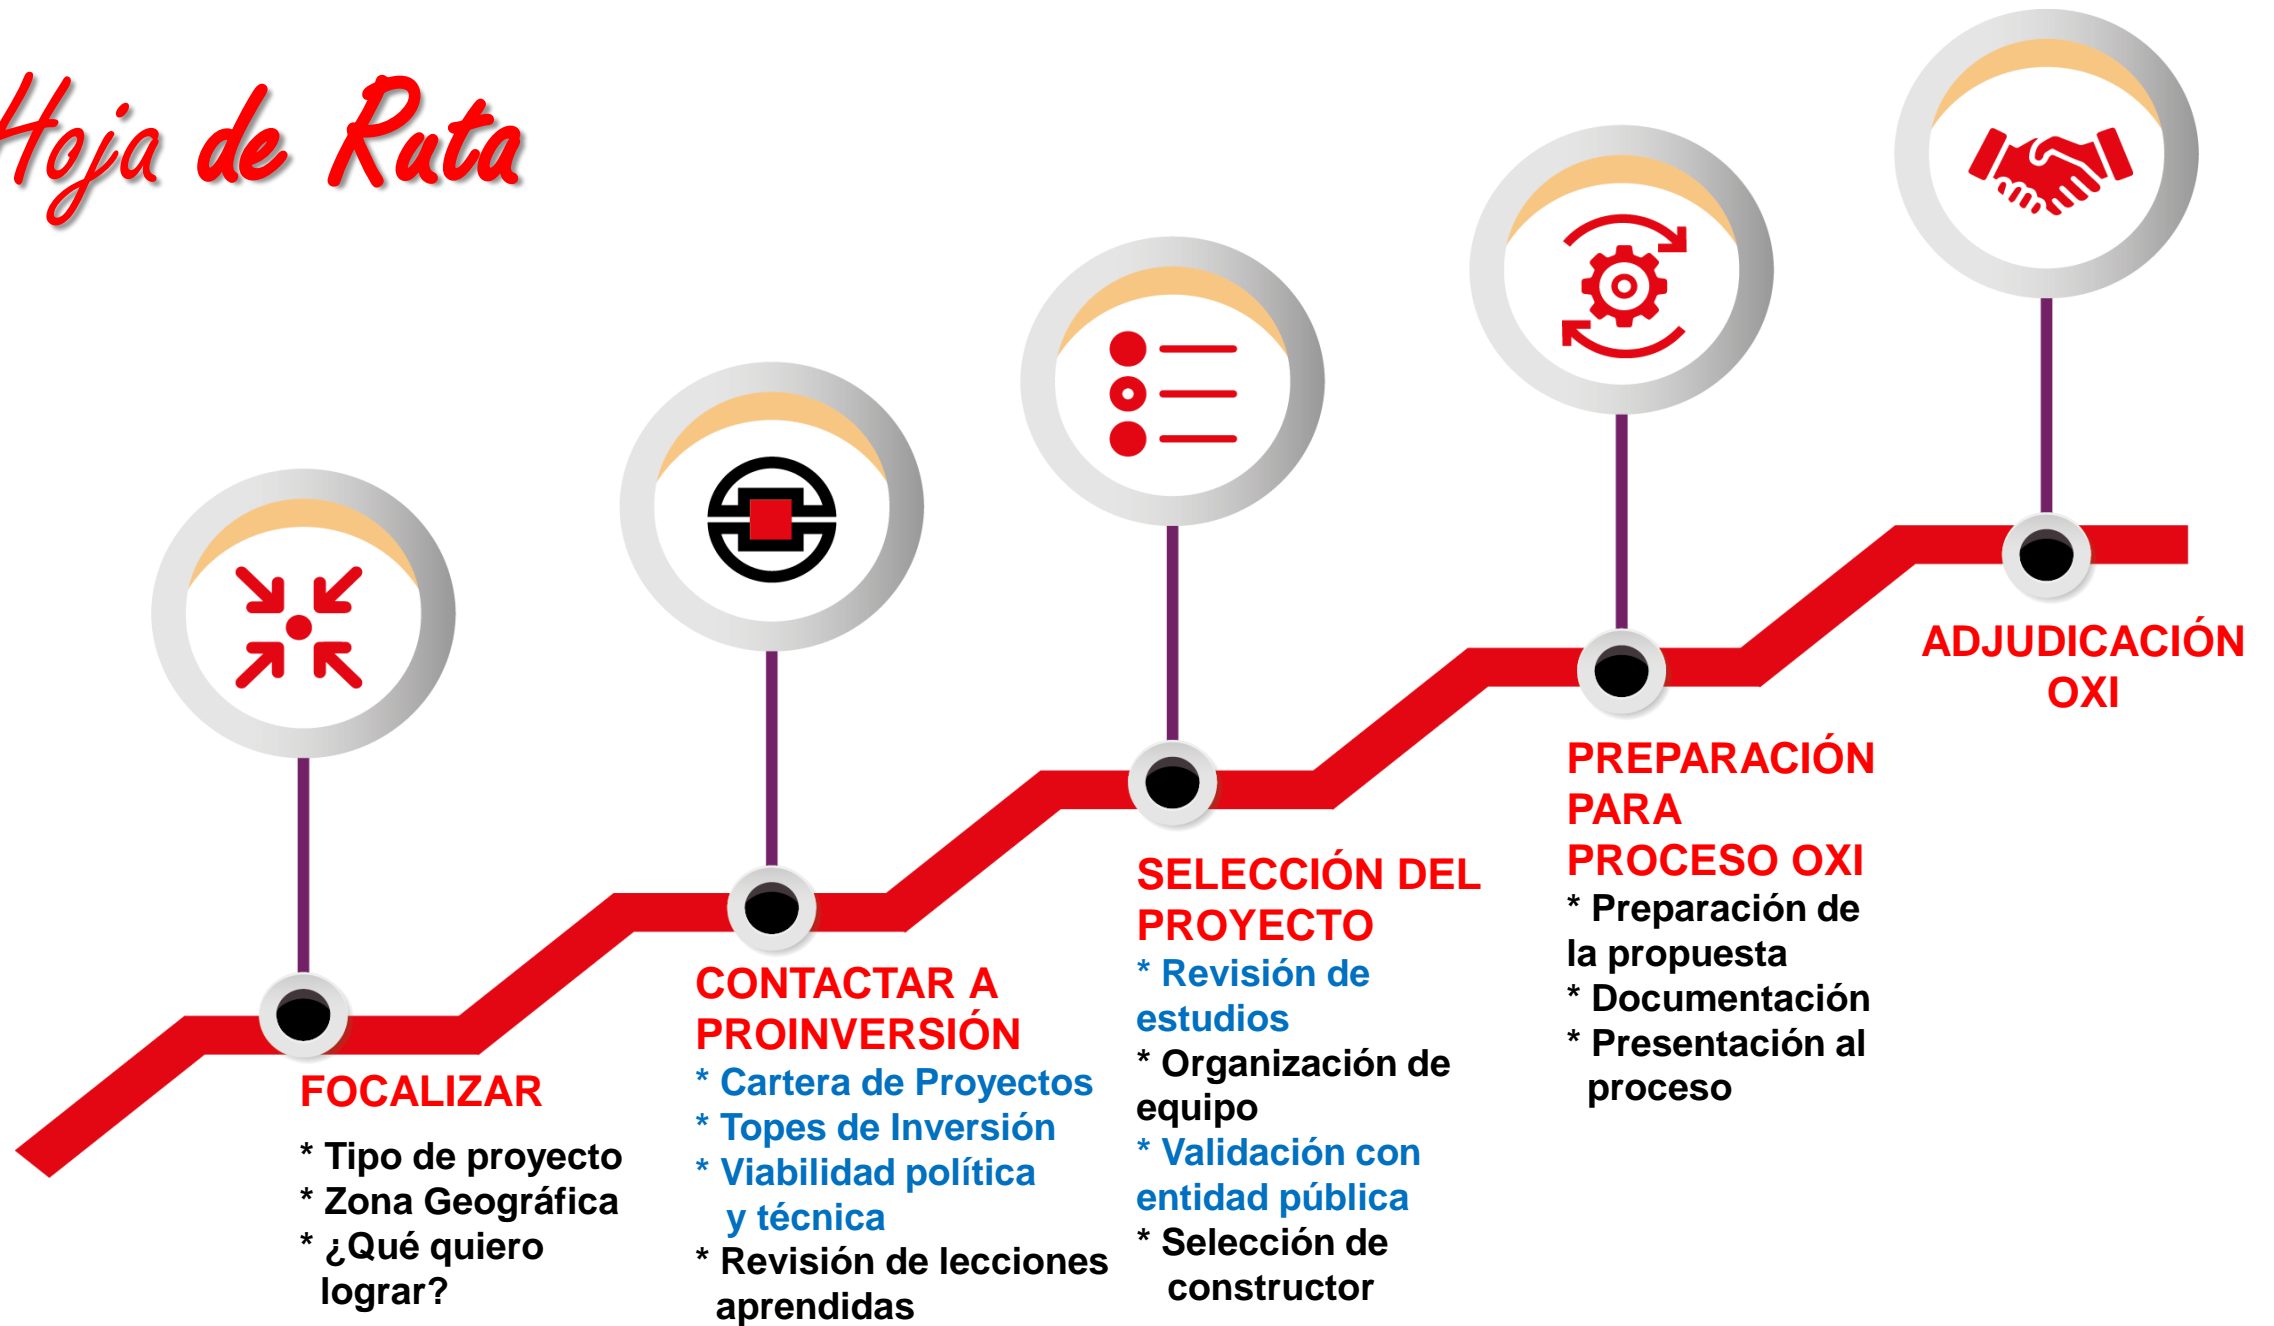 Hoja de Ruta
FOCALIZAR
* Tipo de proyecto
* Zona Geográfica
* ¿Qué quiero
lograr?
CONTACTAR A
PROINVERSIÓN
* Cartera de Proyectos
* Topes de Inversión
* Viabilidad política
y técnica
* Revisión de lecciones
aprendidas
SELECCIÓN DEL
PROYECTO
* Revisión de
estudios
* Organización de
equipo
* Validación con
entidad pública
* Selección de
constructor
PREPARACIÓN
PARA
PROCESO OXI
* Preparación de
la propuesta
* Documentación
* Presentación al
proceso
ADJUDICACIÓN
OXI